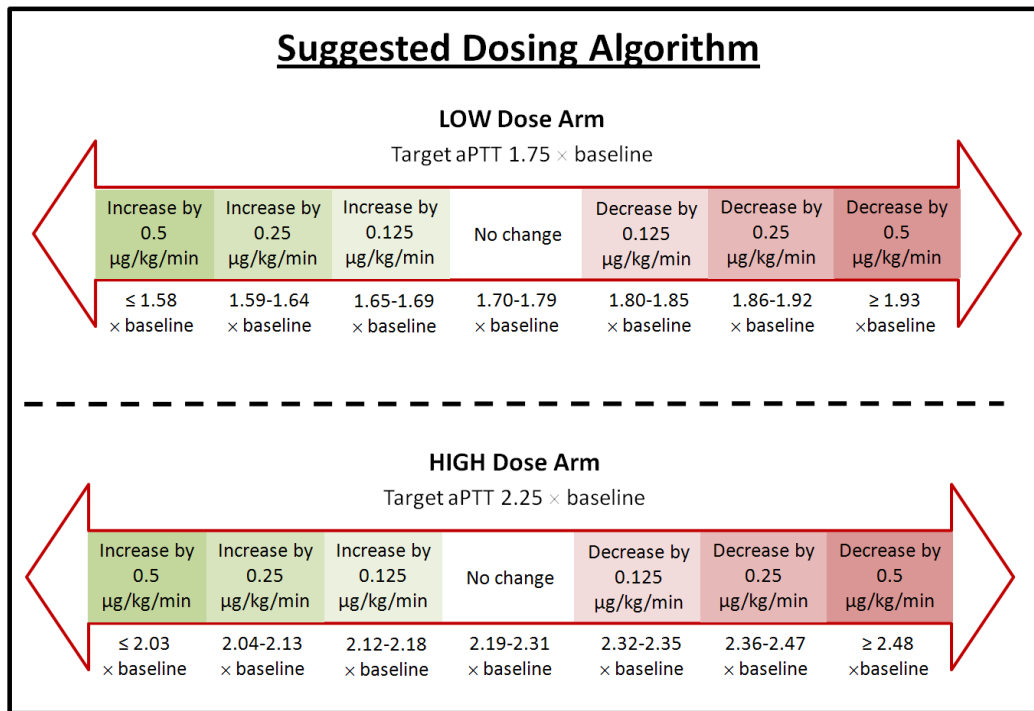 Suggested Dosing Algorithm
LOW Dose Arm
Target aPTT 1.75 × baseline
Increase by 0.5 µg/kg/min
Increase by 0.25 µg/kg/min
Increase by 0.125 µg/kg/min
No change
Decrease by 0.125 µg/kg/min
Decrease by 0.25 µg/kg/min
Decrease by 0.5 µg/kg/min
≤ 1.58 × baseline
1.59-1.64 × baseline
1.65-1.69 × baseline
1.70-1.79 × baseline
1.80-1.85 × baseline
1.86-1.92 × baseline
≥ 1.93 ×baseline
HIGH Dose Arm
Target aPTT 2.25 × baseline
Increase by 0.5 µg/kg/min
Increase by 0.25 µg/kg/min
Increase by 0.125 µg/kg/min
No change
Decrease by 0.125 µg/kg/min
Decrease by 0.25 µg/kg/min
Decrease by 0.5 µg/kg/min
≤ 2.03 × baseline
2.04-2.13 × baseline
2.12-2.18 × baseline
2.19-2.31 × baseline
2.32-2.35 × baseline
2.36-2.47 × baseline
≥ 2.48 ×baseline